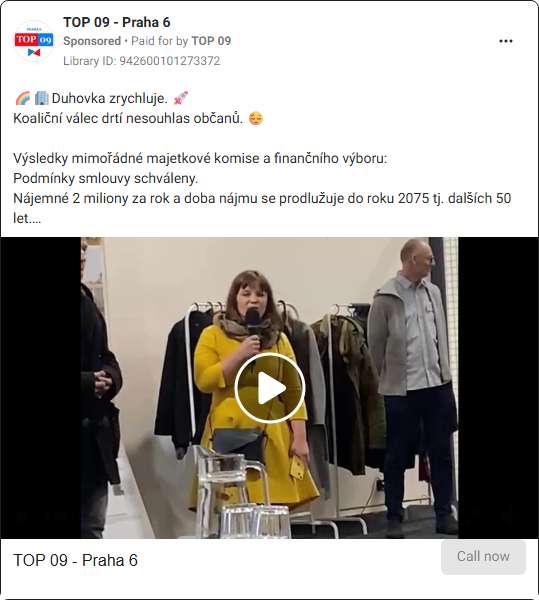 TOP 09 - Praha 6
Sponsored • Paid for by TOP 09
Library ID: 942600101273372
TOP 09
🌈🏢Duhovka zrychluje. 🚀
Koaliční válec drtí nesouhlas občanů. 😔
Výsledky mimořádné majetkové komise a finančního výboru:
Podmínky smlouvy schváleny.
Nájemné 2 miliony za rok a doba nájmu se prodlužuje do roku 2075 tj. dalších 50
let....
TOP 09 - Praha 6
Call now